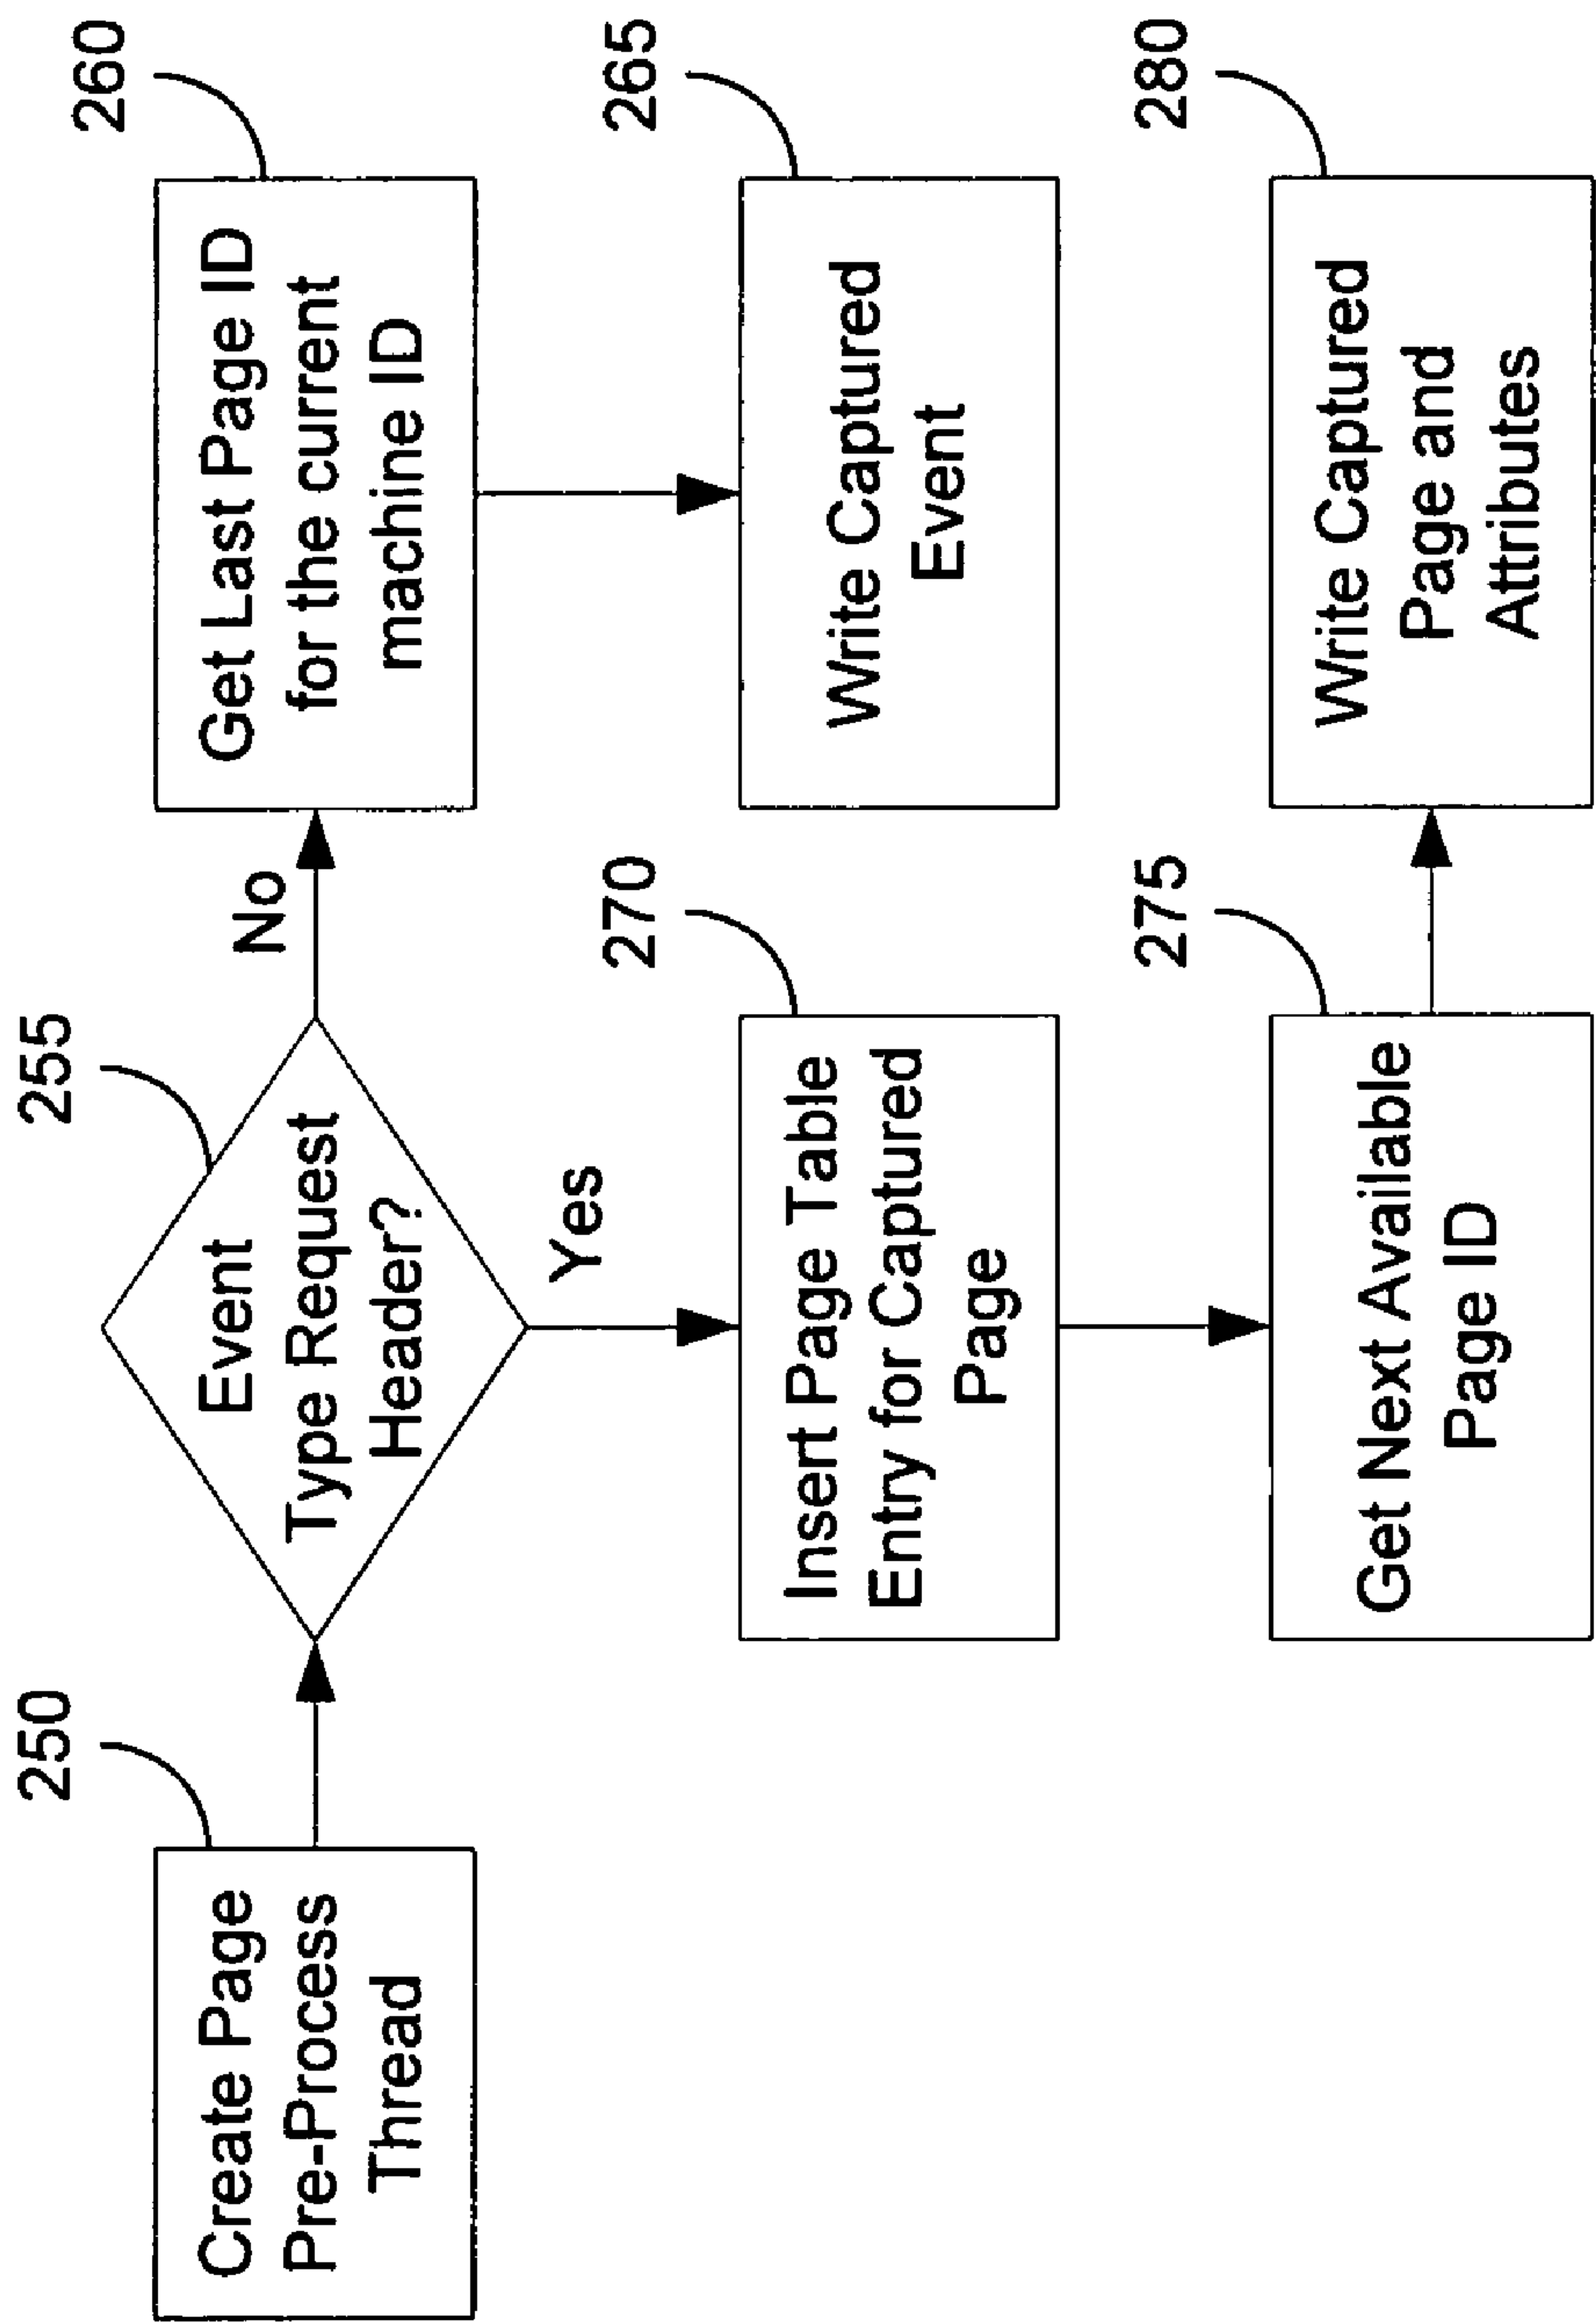 250
Create Page
Pre-Process
Thread
255
Event
Type Request
Header?
No
Yes
260
Get Last Page ID
for the current
machine ID
265
Write Captured
Event
270
Insert Page Table
Entry for Captured
Page
275
Get Next Available
Page ID
280
Write Captured
Page and
Attributes